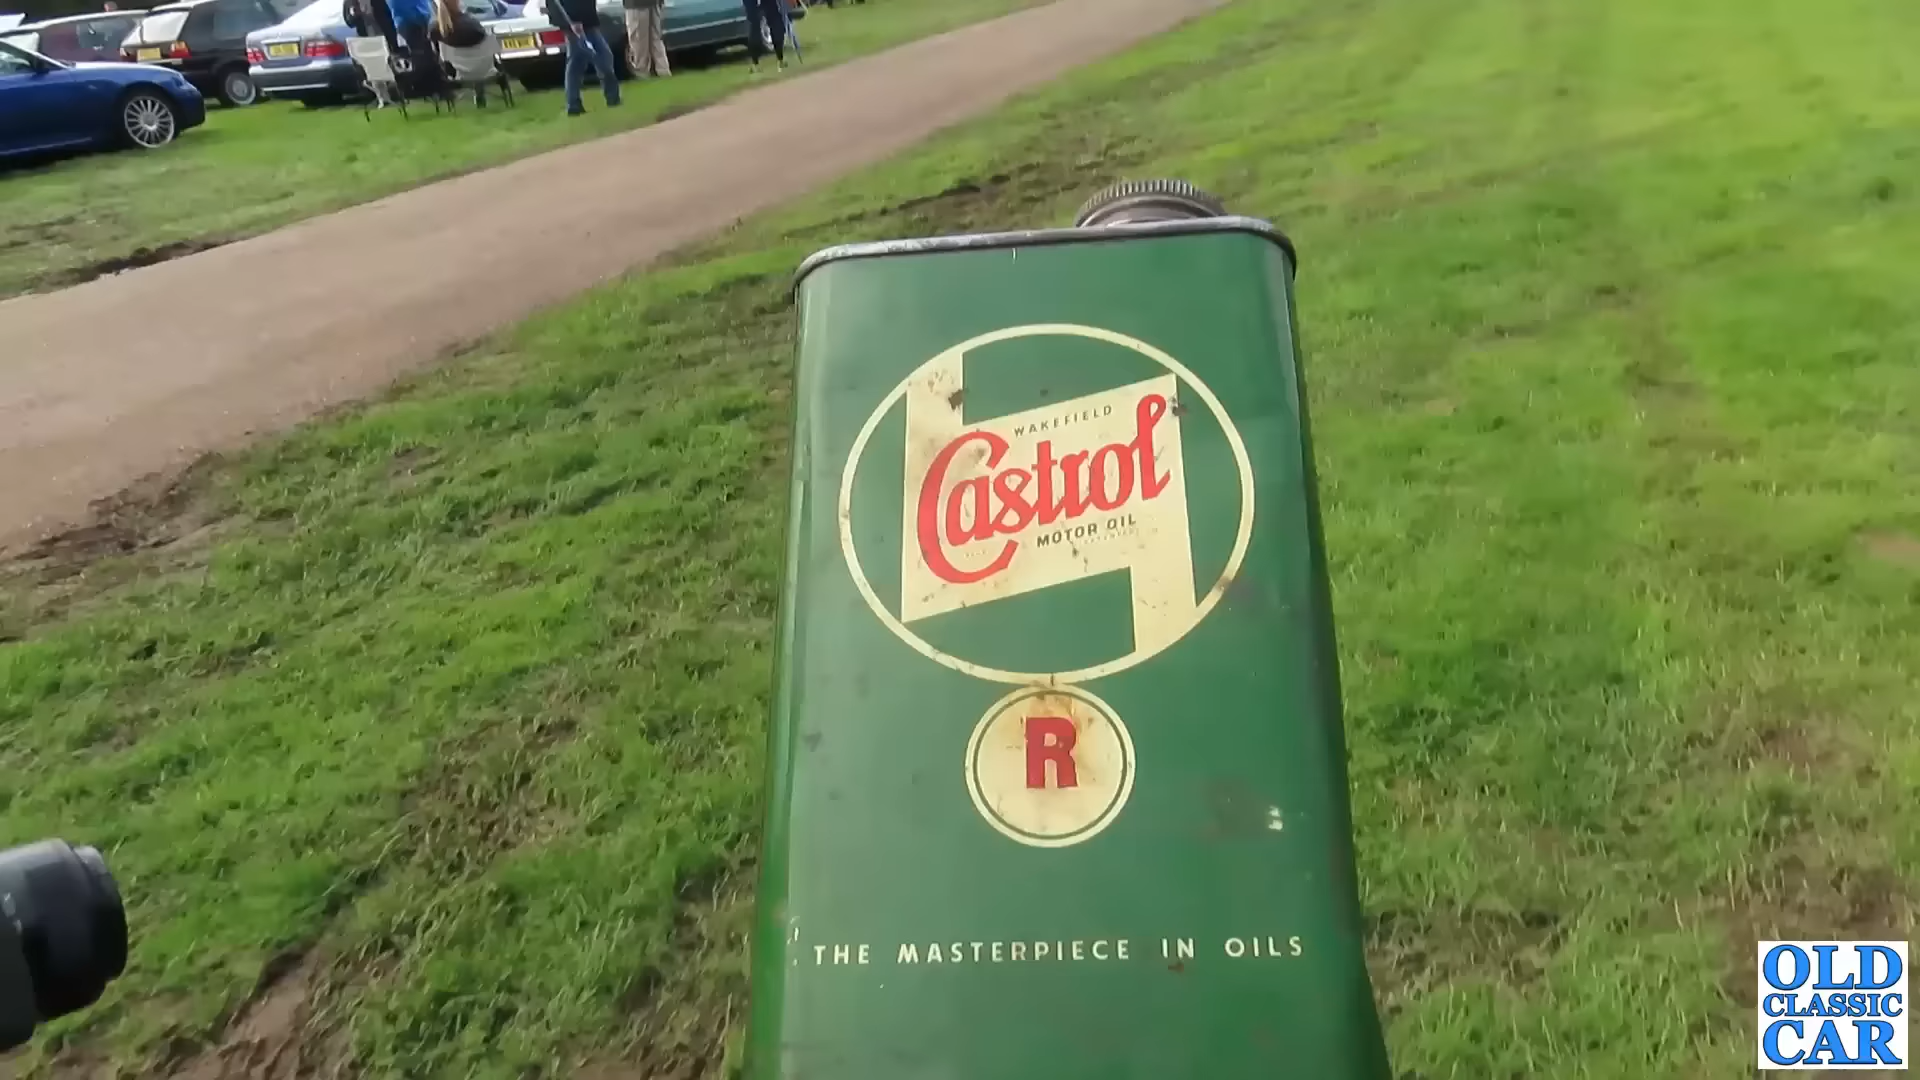 WAKEFIELD
Castrol
MOTOR OIL
R
THE MASTERPIECE IN OILS
OLD
CLASSIC
CAR